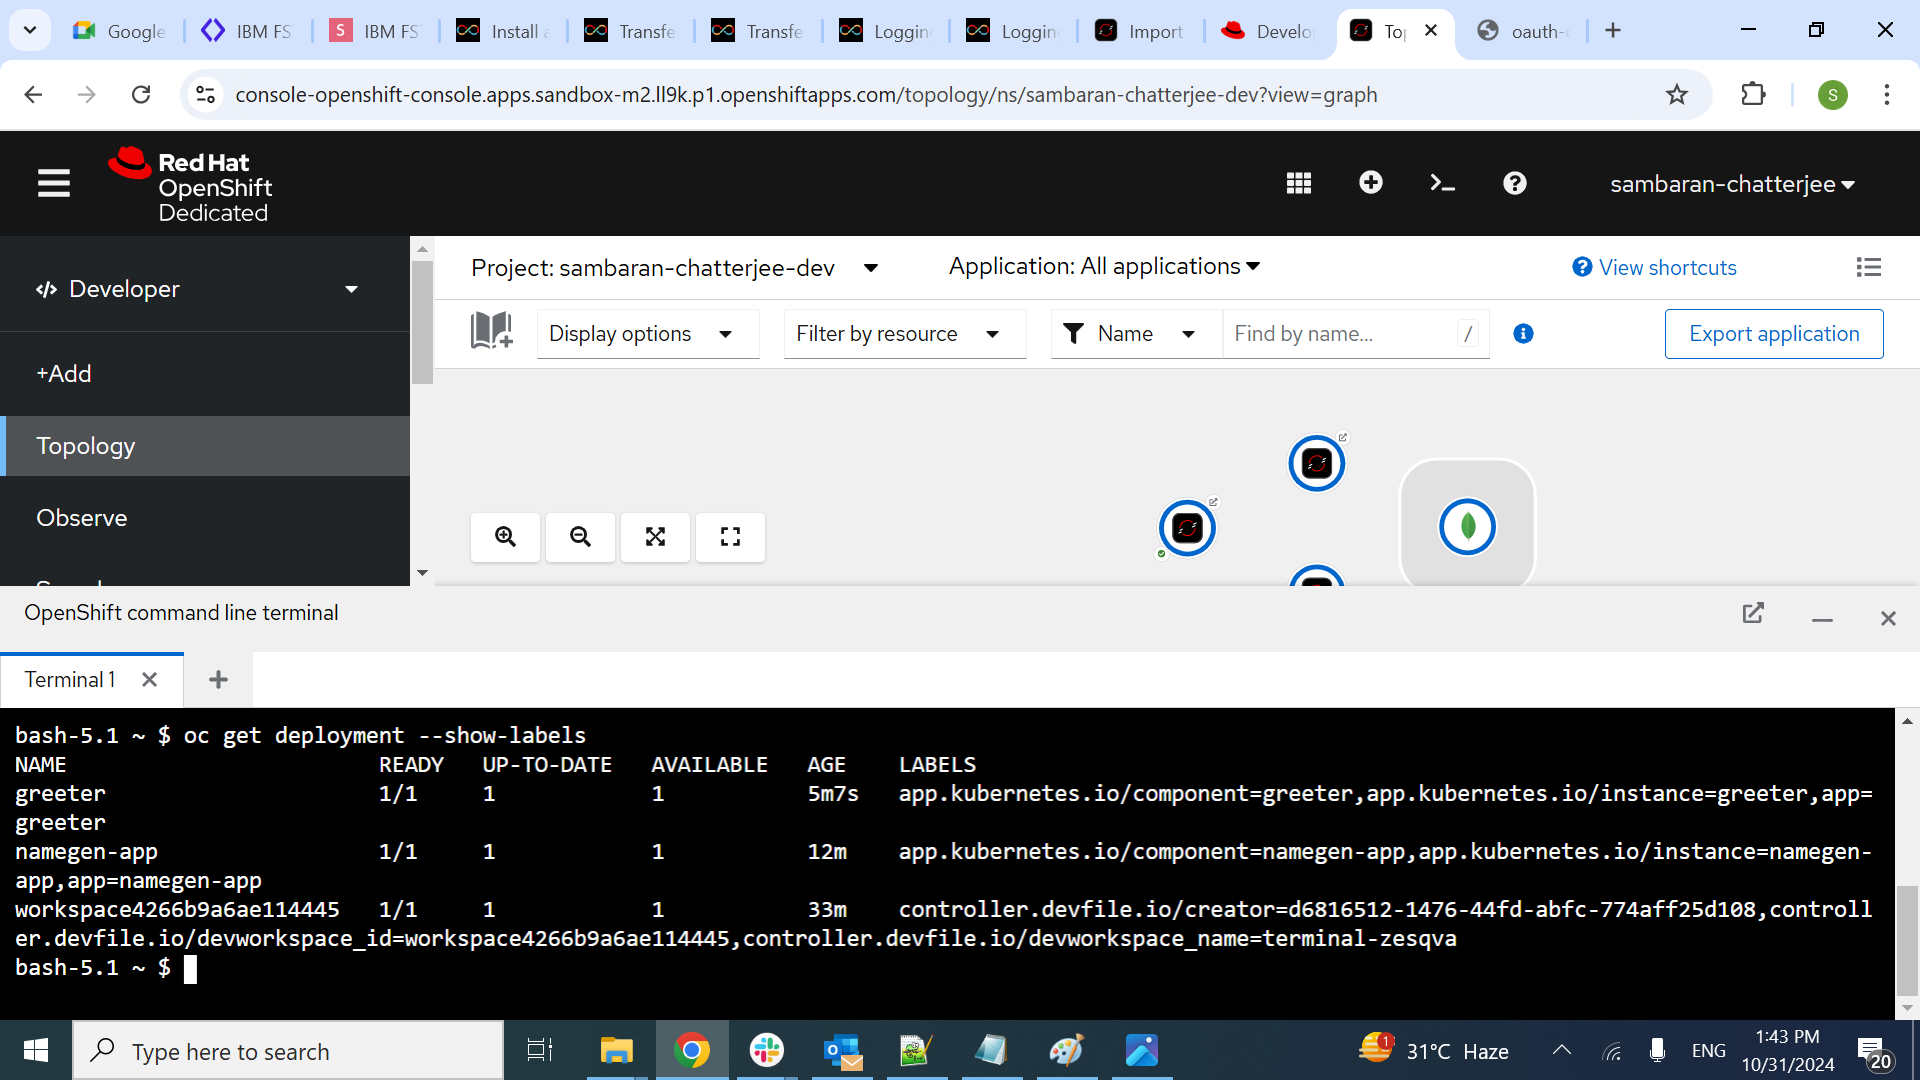 Google
IBM FS
S
IBM FS
Install a
Transfe
Transfe
Loggin
Loggin
Import
Develo
Top
oauth-
console-openshift-console.apps.sandbox-m2.ll9k.p1.openshiftapps.com/topology/ns/sambaran-chatterjee-dev?view=graph
S
Red Hat
OpenShift
Dedicated
sambaran-chatterjee
Developer
Project: sambaran-chatterjee-dev
Application: All applications
View shortcuts
Display options
Filter by resource
Name
Find by name...
/
Export application
+Add
Topology
Observe
OpenShift command line terminal
Terminal 1
bash-5.1 ~ $ oc get deployment --show-labels
NAME READY UP-TO-DATE AVAILABLE AGE LABELS
greeter 1/1 1 1 5m7s app.kubernetes.io/component=greeter,app.kubernetes.io/instance=greeter,app=
greeter
namegen-app 1/1 1 1 12m app.kubernetes.io/component=namegen-app,app.kubernetes.io/instance=namegen-
app,app=namegen-app
workspace4266b9a6ae114445 1/1 1 1 33m controller.devfile.io/creator=d6816512-1476-44fd-abfc-774aff25d108,controll
er.devfile.io/devworkspace_id=workspace4266b9a6ae114445,controller.devfile.io/devworkspace_name=terminal-zesqva
bash-5.1 ~ $
Type here to search
1
31°C Haze
ENG
1:43 PM
10/31/2024
20